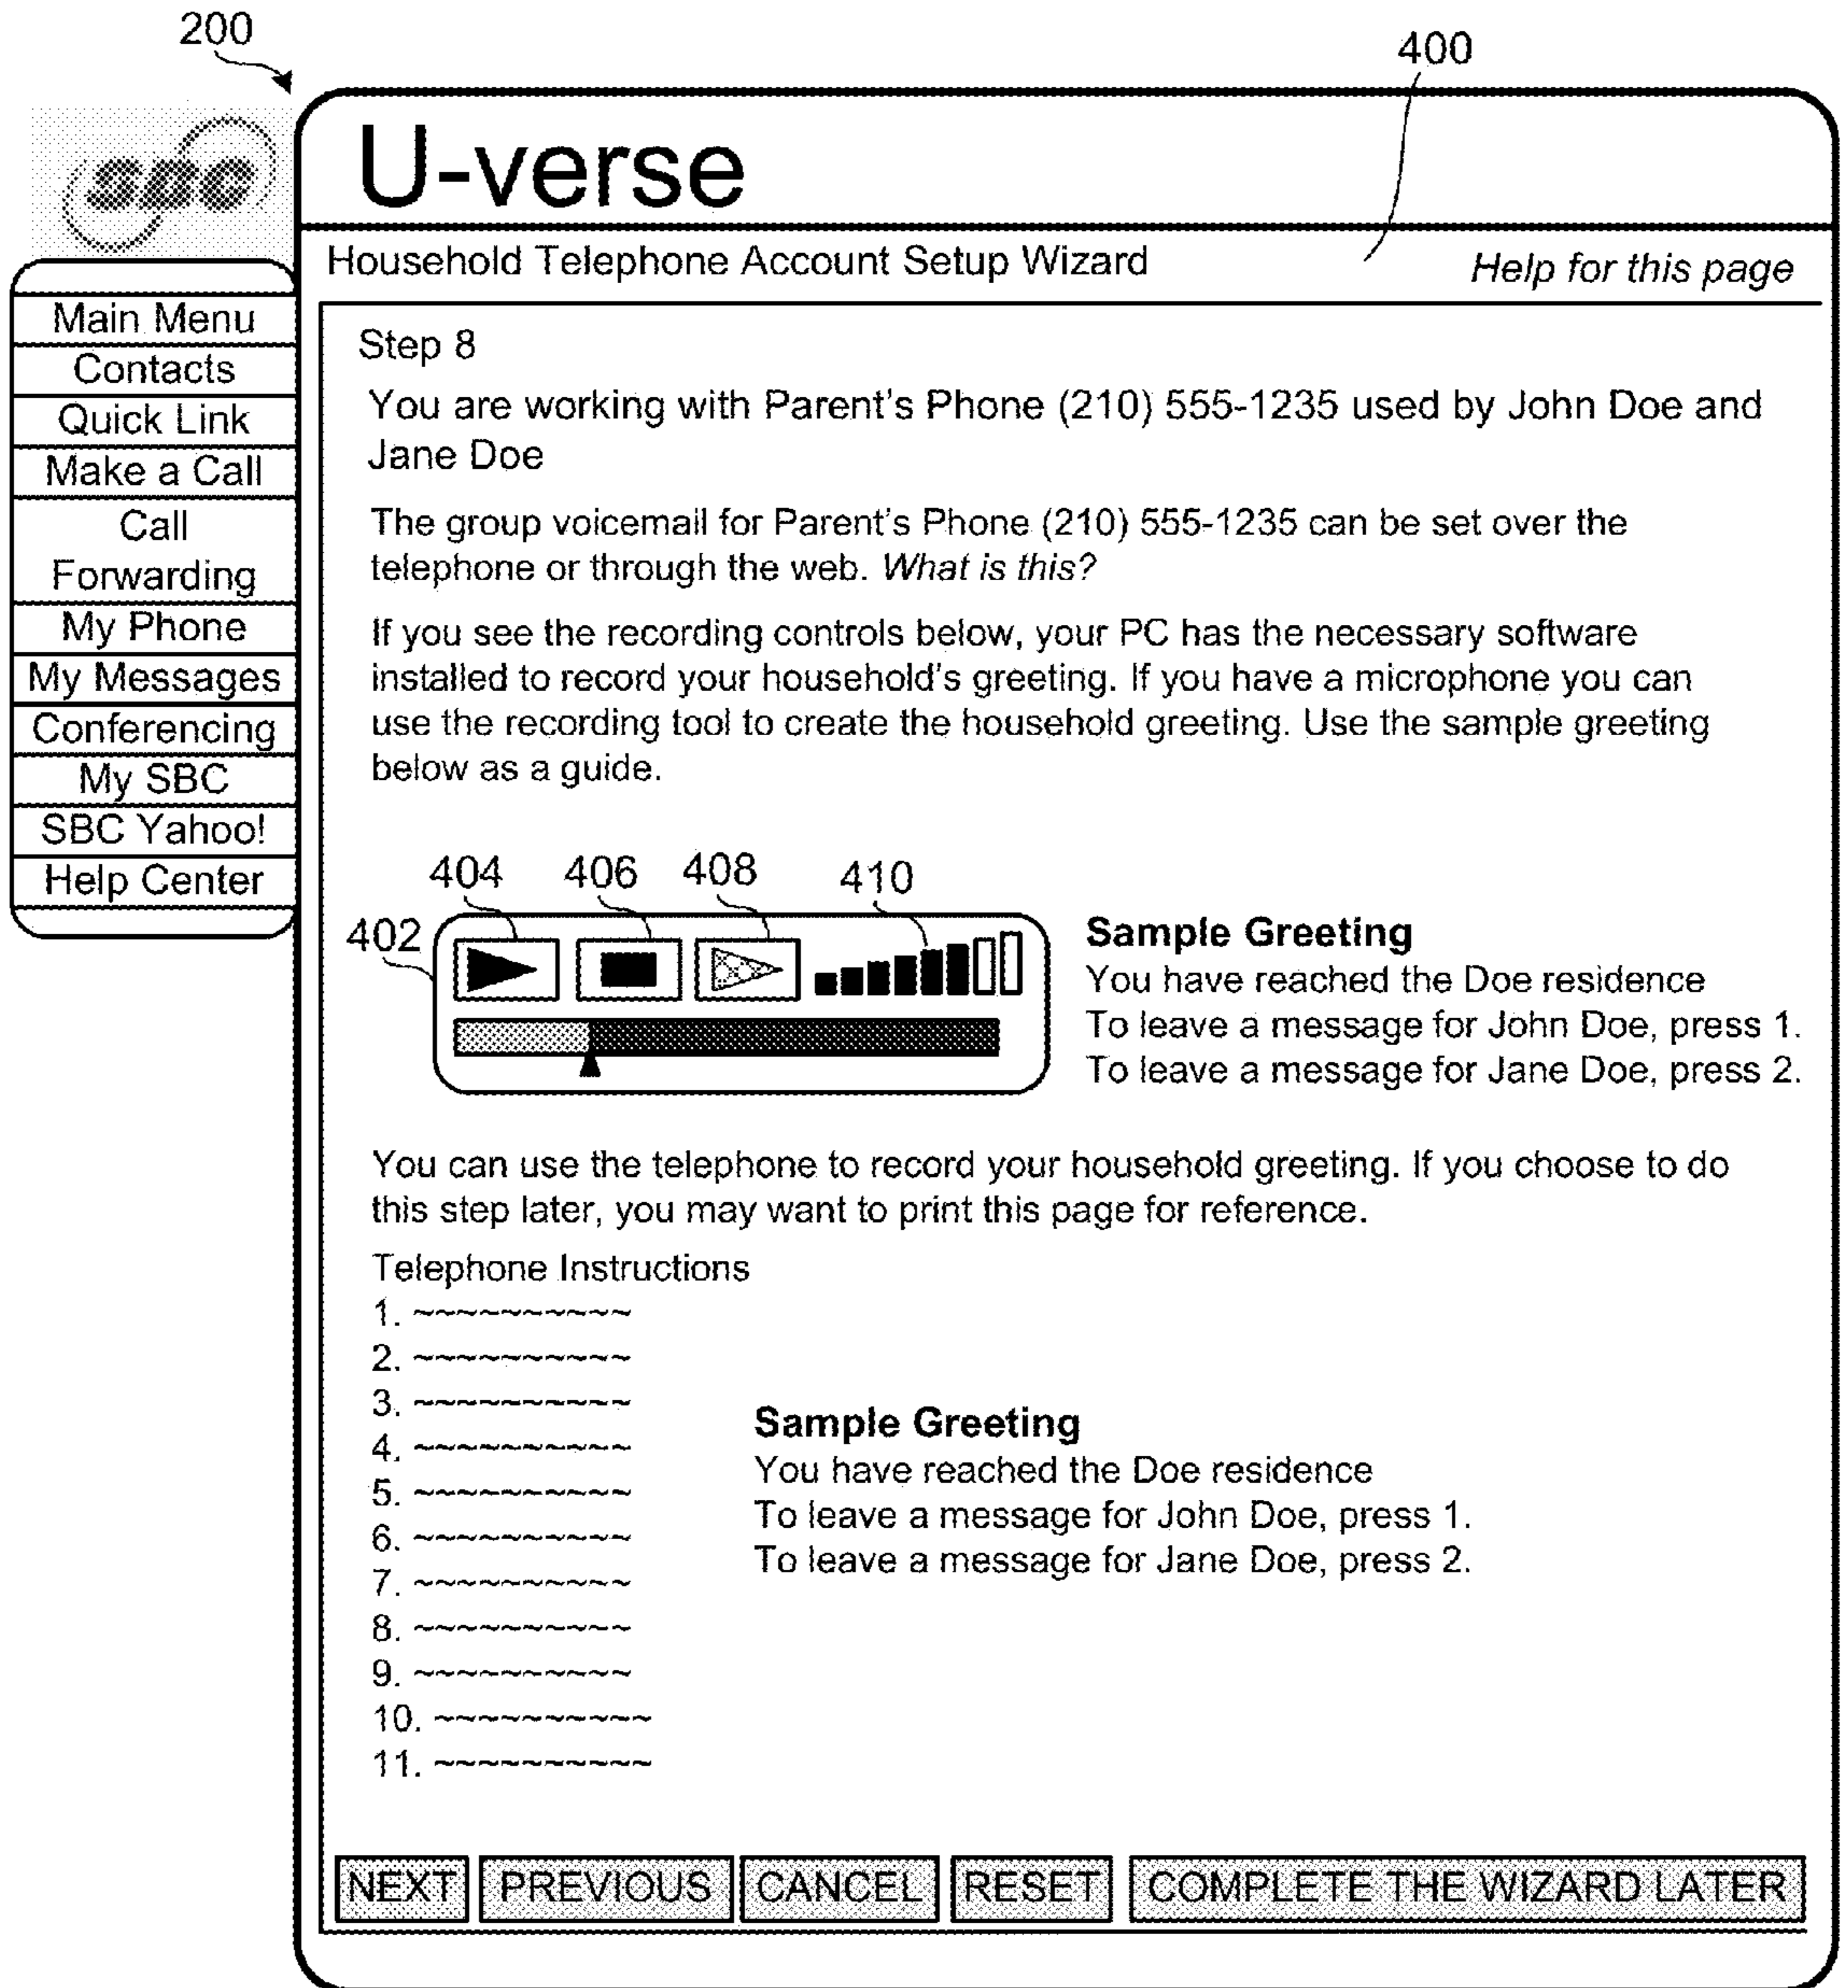 200
400
SBC
U-verse
Household Telephone Account Setup Wizard
Help for this page
Main Menu
Contacts
Quick Link
Make a Call
Call
Forwarding
My Phone
My Messages
Conferencing
My SBC
SBC Yahoo!
Help Center
Step 8
You are working with Parent's Phone (210) 555-1235 used by John Doe and
Jane Doe
The group voicemail for Parent's Phone (210) 555-1235 can be set over the
telephone or through the web. What is this?
If you see the recording controls below, your PC has the necessary software
installed to record your household's greeting. If you have a microphone you can
use the recording tool to create the household greeting. Use the sample greeting
below as a guide.
404 406 408 410
402
Sample Greeting
You have reached the Doe residence
To leave a message for John Doe, press 1.
To leave a message for Jane Doe, press 2.
You can use the telephone to record your household greeting. If you choose to do
this step later, you may want to print this page for reference.
Telephone Instructions
1. ~~~~~~~~~~
2. ~~~~~~~~~~
3. ~~~~~~~~~~
4. ~~~~~~~~~~
5. ~~~~~~~~~~
6. ~~~~~~~~~~
7. ~~~~~~~~~~
8. ~~~~~~~~~~
9. ~~~~~~~~~~
10. ~~~~~~~~~~
11. ~~~~~~~~~~
Sample Greeting
You have reached the Doe residence
To leave a message for John Doe, press 1.
To leave a message for Jane Doe, press 2.
NEXT PREVIOUS CANCEL RESET COMPLETE THE WIZARD LATER